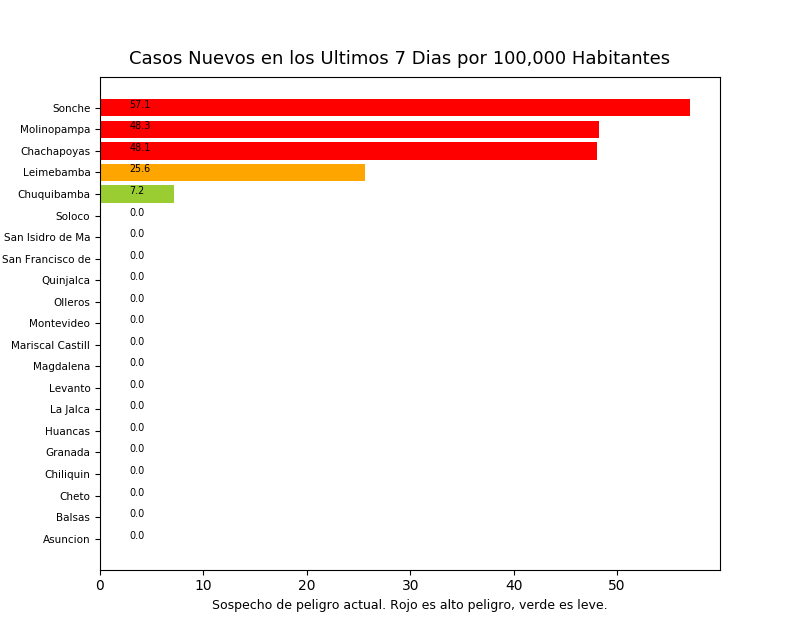 Casos Nuevos en los Ultimos 7 Dias por 100,000 Habitantes
Sonche 57.1
Molinopampa 48.3
Chachapoyas 48.1
Leimebamba 25.6
Chuquibamba 7.2
Soloco 0.0
San Isidro de Ma 0.0
San Francisco de 0.0
Quinjalca 0.0
Olleros 0.0
Montevideo 0.0
Mariscal Castill 0.0
Magdalena 0.0
Levanto 0.0
La Jalca 0.0
Huancas 0.0
Granada 0.0
Chiliquin 0.0
Cheto 0.0
Balsas 0.0
Asuncion 0.0
0 10 20 30 40 50
Sospecho de peligro actual. Rojo es alto peligro, verde es leve.